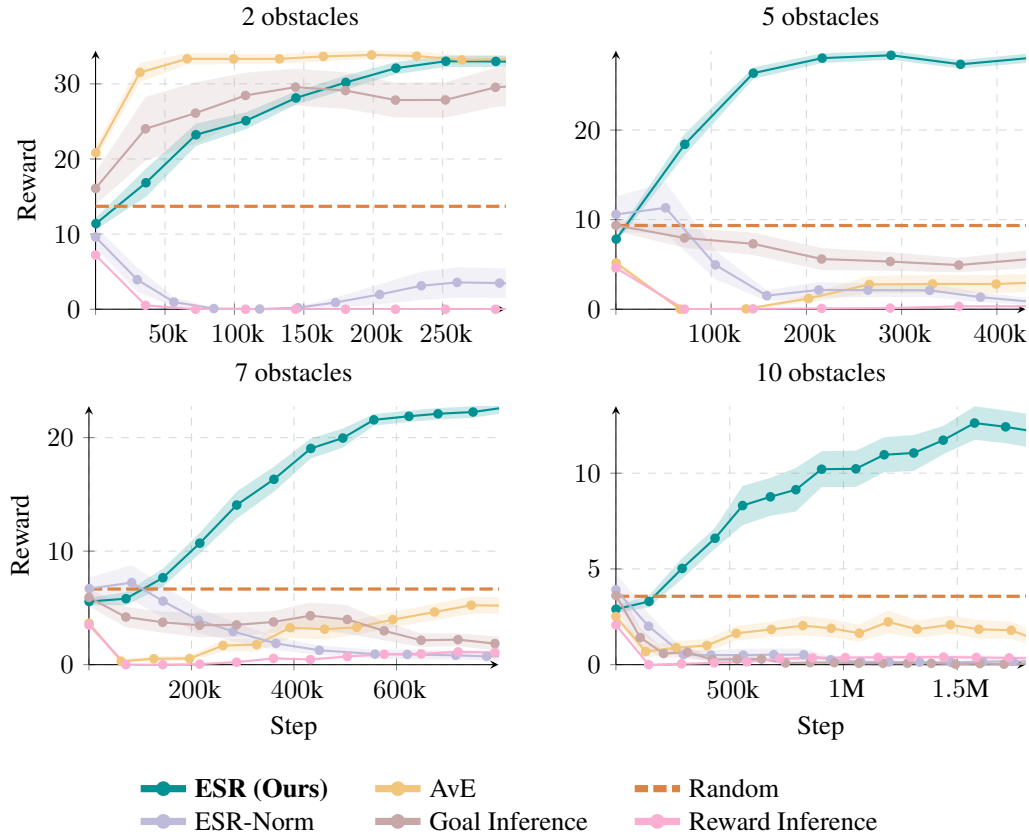 2 obstacles
5 obstacles
Reward
30
20
10
0
50k 100k 150k 200k 250k
20
10
0
100k 200k 300k 400k
7 obstacles
10 obstacles
Reward
20
10
0
200k 400k 600k
Step
10
5
0
500k 1M 1.5M
Step
ESR (Ours) AvE Random
ESR-Norm Goal Inference Reward Inference